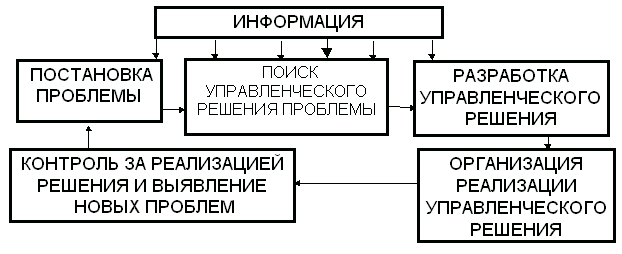 ИНФОРМАЦИЯ
ПОСТАНОВКА
ПРОБЛЕМЫ
ПОИСК
УПРАВЛЕНЧЕСКОГО
РЕШЕНИЯ ПРОБЛЕМЫ
РАЗРАБОТКА
УПРАВЛЕНЧЕСКОГО
РЕШЕНИЯ
КОНТРОЛЬ ЗА РЕАЛИЗАЦИЕЙ
РЕШЕНИЯ И ВЫЯВЛЕНИЕ
НОВЫХ ПРОБЛЕМ
ОРГАНИЗАЦИЯ
РЕАЛИЗАЦИИ
УПРАВЛЕНЧЕСКОГО
РЕШЕНИЯ